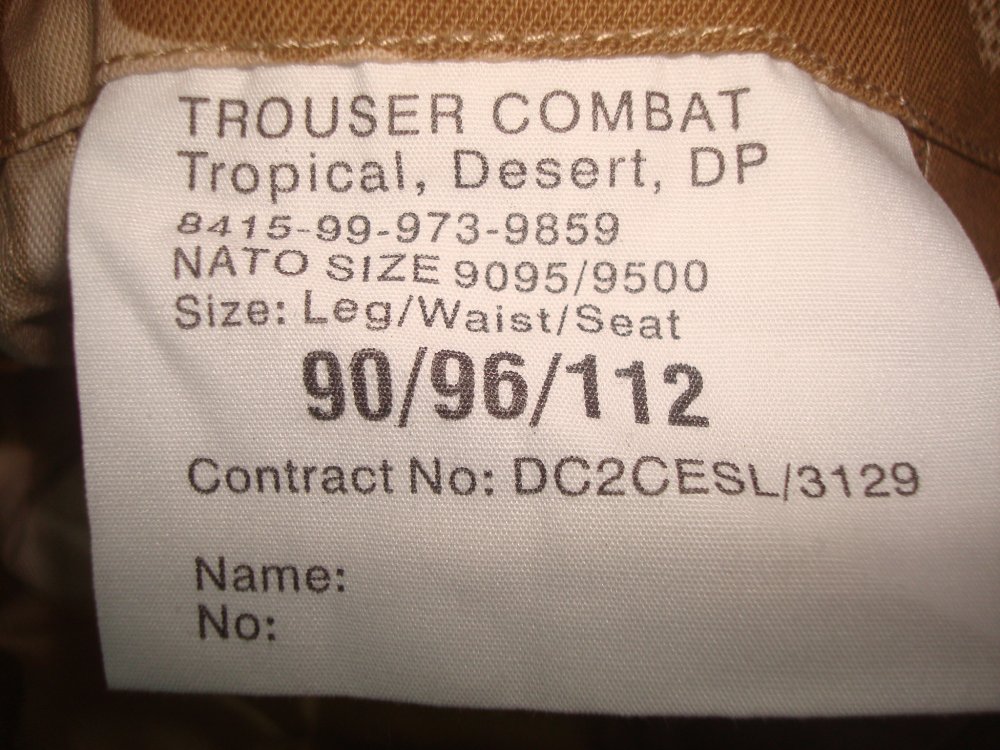 TROUSER COMBAT
Tropical, Desert, DP
8415-99-973-9859
NATO SIZE 9095/9500
Size: Leg/Waist/Seat
90/96/112
Contract No: DC2CESL/3129
Name:
No: